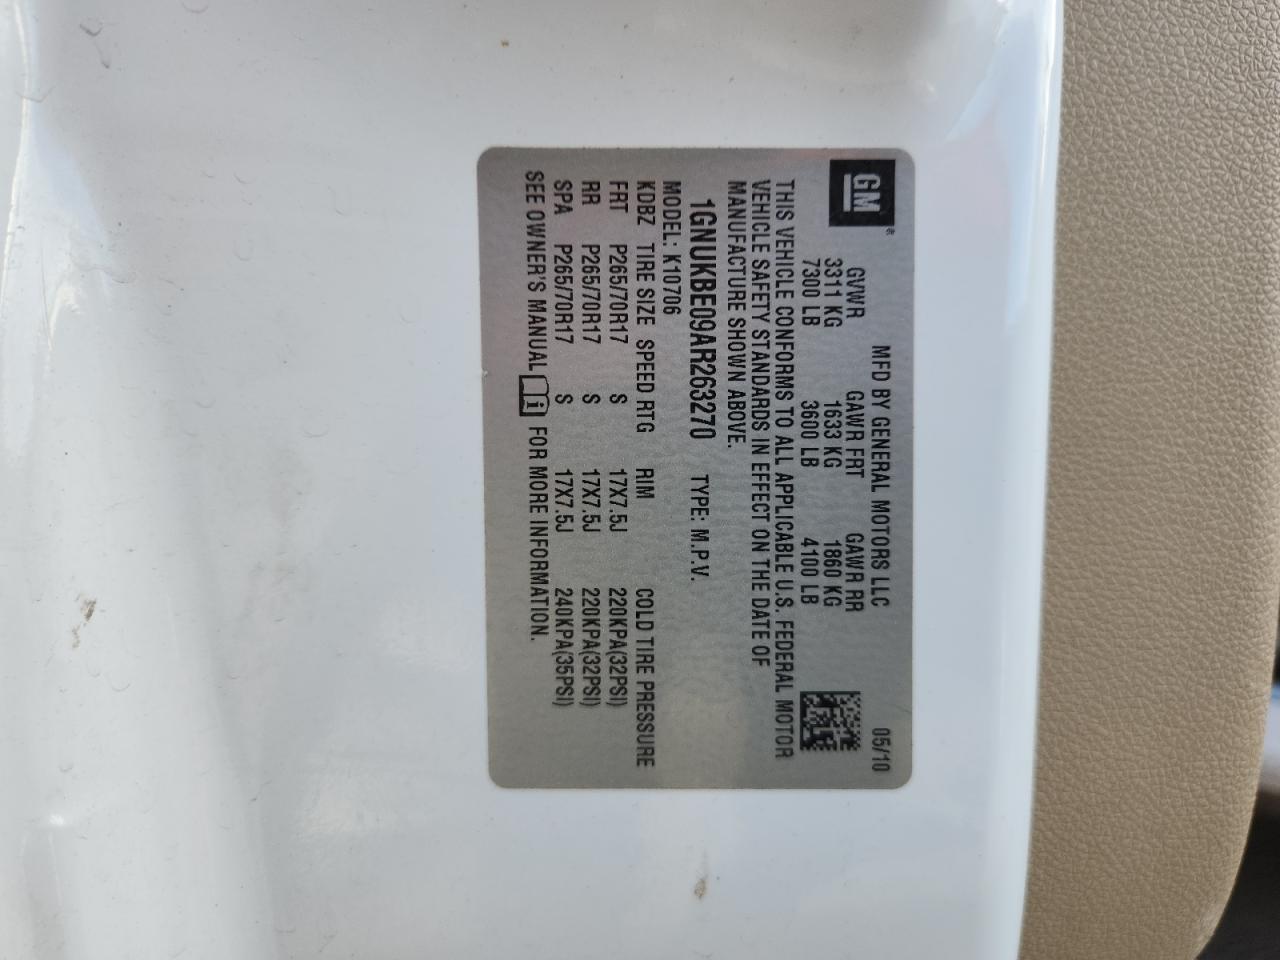 GM®
MFD BY GENERAL MOTORS LLC 05/10
GVWR GAWR FRT GAWR RR
3311 KG 1633 KG 1860 KG
7300 LB 3600 LB 4100 LB
THIS VEHICLE CONFORMS TO ALL APPLICABLE U.S. FEDERAL MOTOR
VEHICLE SAFETY STANDARDS IN EFFECT ON THE DATE OF
MANUFACTURE SHOWN ABOVE.
1GNUKBE09AR263270 TYPE: M.P.V.
MODEL: K10706
KDBZ TIRE SIZE SPEED RTG RIM COLD TIRE PRESSURE
FRT P265/70R17 S 17X7.5J 220KPA(32PSI)
RR P265/70R17 S 17X7.5J 220KPA(32PSI)
SPA P265/70R17 S 17X7.5J 240KPA(35PSI)
SEE OWNER'S MANUAL i FOR MORE INFORMATION.